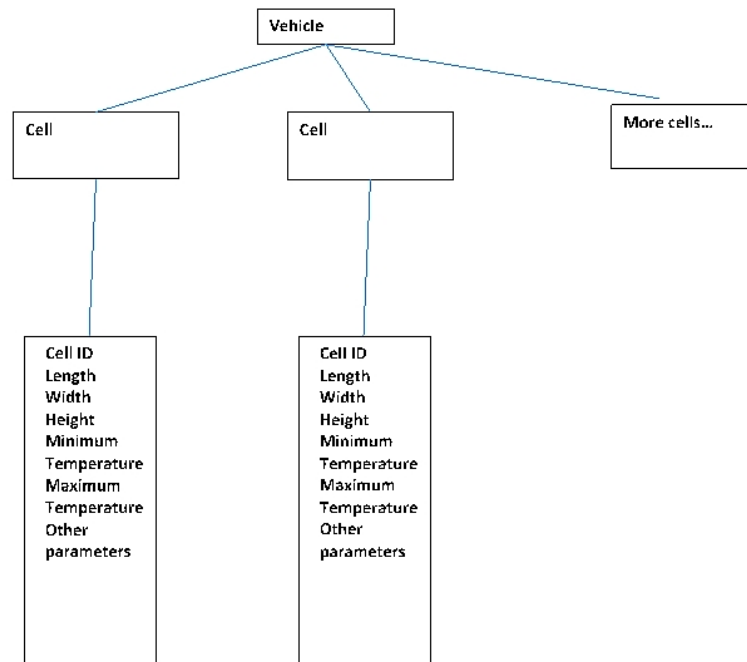 Vehicle
Cell
Cell
More cells...
Cell ID
Length
Width
Height
Minimum
Temperature
Maximum
Temperature
Other
parameters
Cell ID
Length
Width
Height
Minimum
Temperature
Maximum
Temperature
Other
parameters